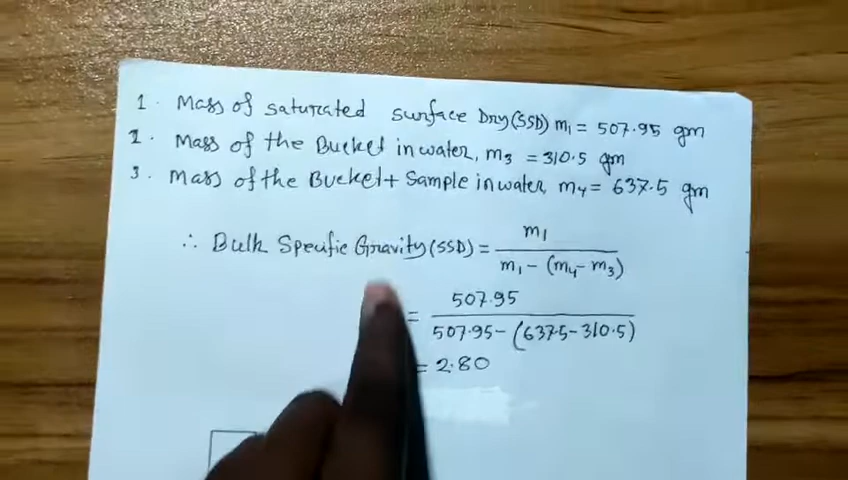 1. Mass of saturated surface Dry(SSD) m₁ = 507.95 gm
2. Mass of the Bucket in water, m₃ = 310.5 gm
3. Mass of the Bucket + Sample in water, m₄ = 637.5 gm
∴ Bulk Specific Gravity (SSD) = m₁ / m₁ - (m₄ - m₃)
= 507.95 / 507.95 - (637.5 - 310.5)
= 2.80